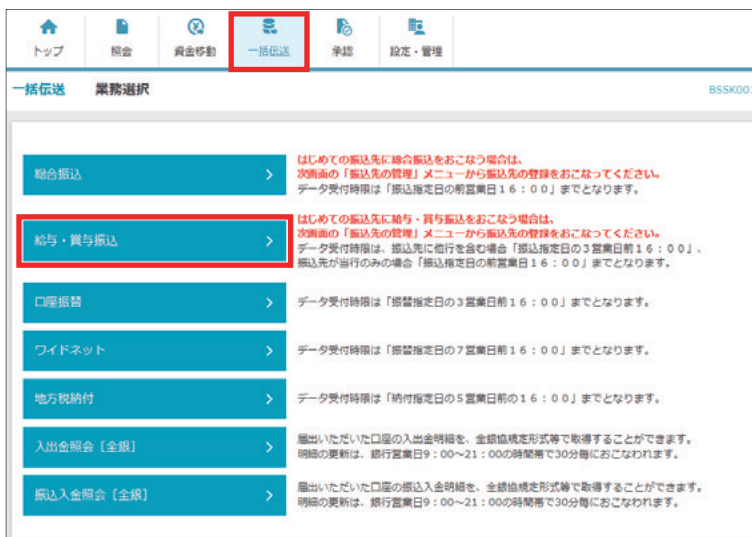 トップ 照会 資金移動 一括伝送 承認 設定・管理
一括伝送 業務選択 BSSK001
総合振込
はじめての振込先に総合振込をおこなう場合は、
次画面の「振込先の管理」メニューから振込先の登録をおこなってください。
データ受付時限は「振込指定日の前営業日16:00」までとなります。
給与・賞与振込
はじめての振込先に給与・賞与振込をおこなう場合は、
次画面の「振込先の管理」メニューから振込先の登録をおこなってください。
データ受付時限は、振込先に他行を含む場合「振込指定日の3営業日前16:00」、
振込先が当行のみの場合「振込指定日の前営業日16:00」までとなります。
口座振替
データ受付時限は「振替指定日の3営業日前16:00」までとなります。
ワイドネット
データ受付時限は「振替指定日の7営業日前16:00」までとなります。
地方税納付
データ受付時限は「納付指定日の5営業日前の16:00」までとなります。
入出金照会［全銀］
届出いただいた口座の入出金明細を、全銀協規定形式等で取得することができます。
明細の更新は、銀行営業日9:00～21:00の時間帯で30分毎におこなわれます。
振込入金照会［全銀］
届出いただいた口座の振込入金明細を、全銀協規定形式等で取得することができます。
明細の更新は、銀行営業日9:00～21:00の時間帯で30分毎におこなわれます。